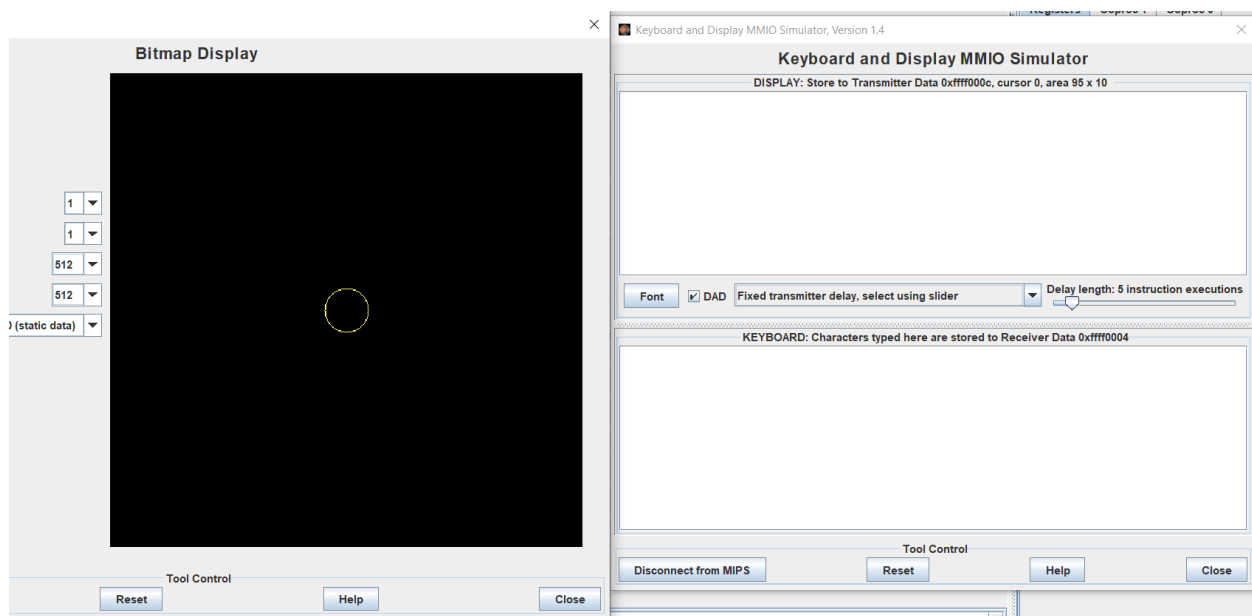 Bitmap Display
1
1
512
512
0 (static data)
Tool Control
Reset
Help
Close
Registers
Keyboard and Display MMIO Simulator, Version 1.4
Keyboard and Display MMIO Simulator
DISPLAY: Store to Transmitter Data 0xffff000c, cursor 0, area 95 x 10
Font
DAD
Fixed transmitter delay, select using slider
Delay length: 5 instruction executions
KEYBOARD: Characters typed here are stored to Receiver Data 0xffff0004
Tool Control
Disconnect from MIPS
Reset
Help
Close